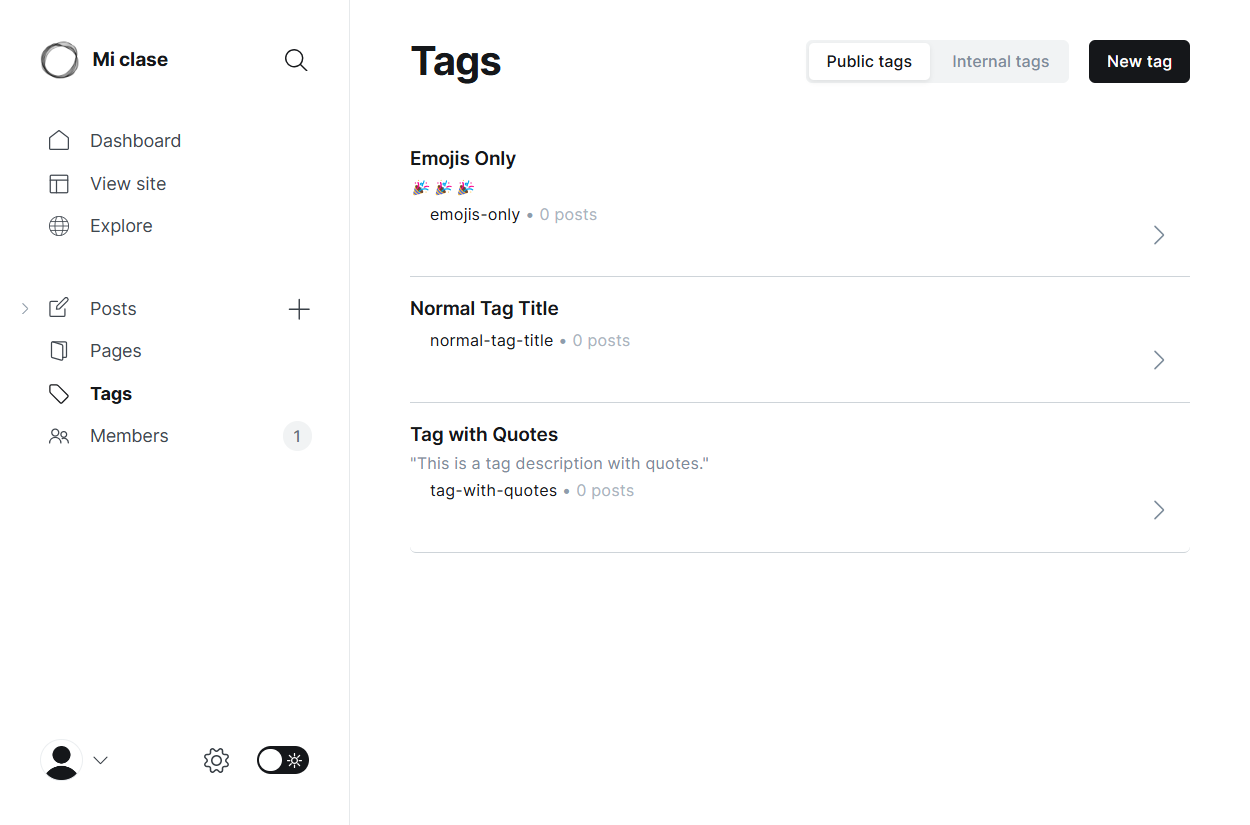 Mi clase
Dashboard
View site
Explore
Posts
Pages
Tags
Members
1
Tags
Public tags
Internal tags
New tag
Emojis Only
🎉 🎉 🎉
emojis-only • 0 posts
Normal Tag Title
normal-tag-title • 0 posts
Tag with Quotes
"This is a tag description with quotes."
tag-with-quotes • 0 posts